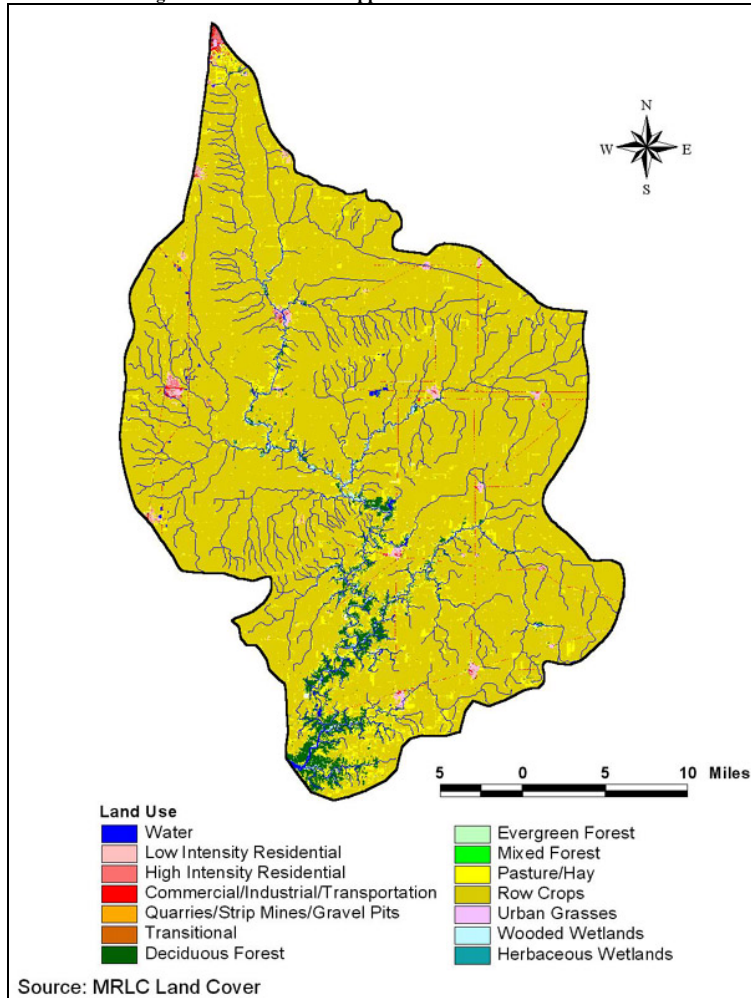 N
W E
S
5 0 5 10 Miles
Land Use
Water
Low Intensity Residential
High Intensity Residential
Commercial/Industrial/Transportation
Quarries/Strip Mines/Gravel Pits
Transitional
Deciduous Forest
Evergreen Forest
Mixed Forest
Pasture/Hay
Row Crops
Urban Grasses
Wooded Wetlands
Herbaceous Wetlands
Source: MRLC Land Cover